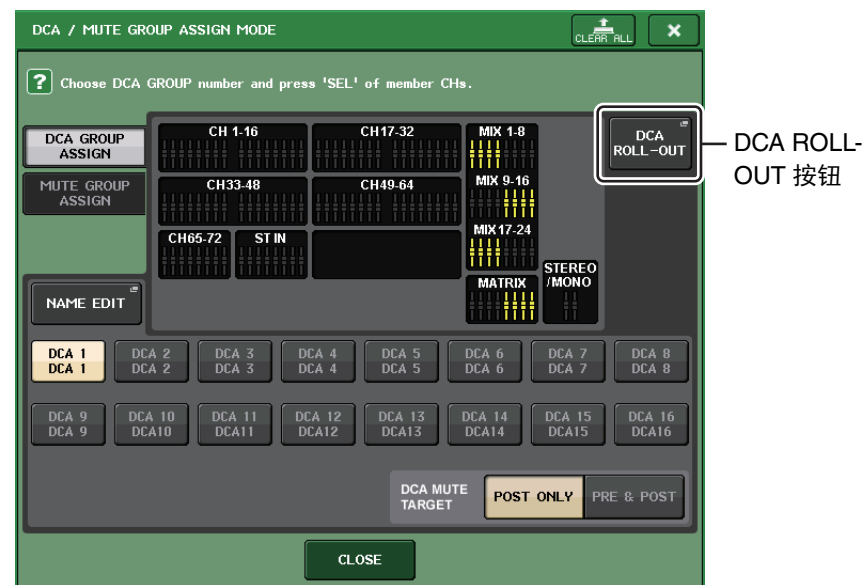 DCA / MUTE GROUP ASSIGN MODE
CLEAR ALL
? Choose DCA GROUP number and press 'SEL' of member CHs.
DCA GROUP
ASSIGN
MUTE GROUP
ASSIGN
CH 1-16
CH17-32
MIX 1-8
CH33-48
CH49-64
MIX 9-16
CH65-72
ST IN
MIX17-24
MATRIX
STEREO
/MONO
DCA
ROLL-OUT
DCA ROLL-
OUT 按钮
NAME EDIT
DCA 1
DCA 1
DCA 2
DCA 2
DCA 3
DCA 3
DCA 4
DCA 4
DCA 5
DCA 5
DCA 6
DCA 6
DCA 7
DCA 7
DCA 8
DCA 8
DCA 9
DCA 9
DCA 10
DCA10
DCA 11
DCA11
DCA 12
DCA12
DCA 13
DCA13
DCA 14
DCA14
DCA 15
DCA15
DCA 16
DCA16
DCA MUTE
TARGET
POST ONLY
PRE & POST
CLOSE